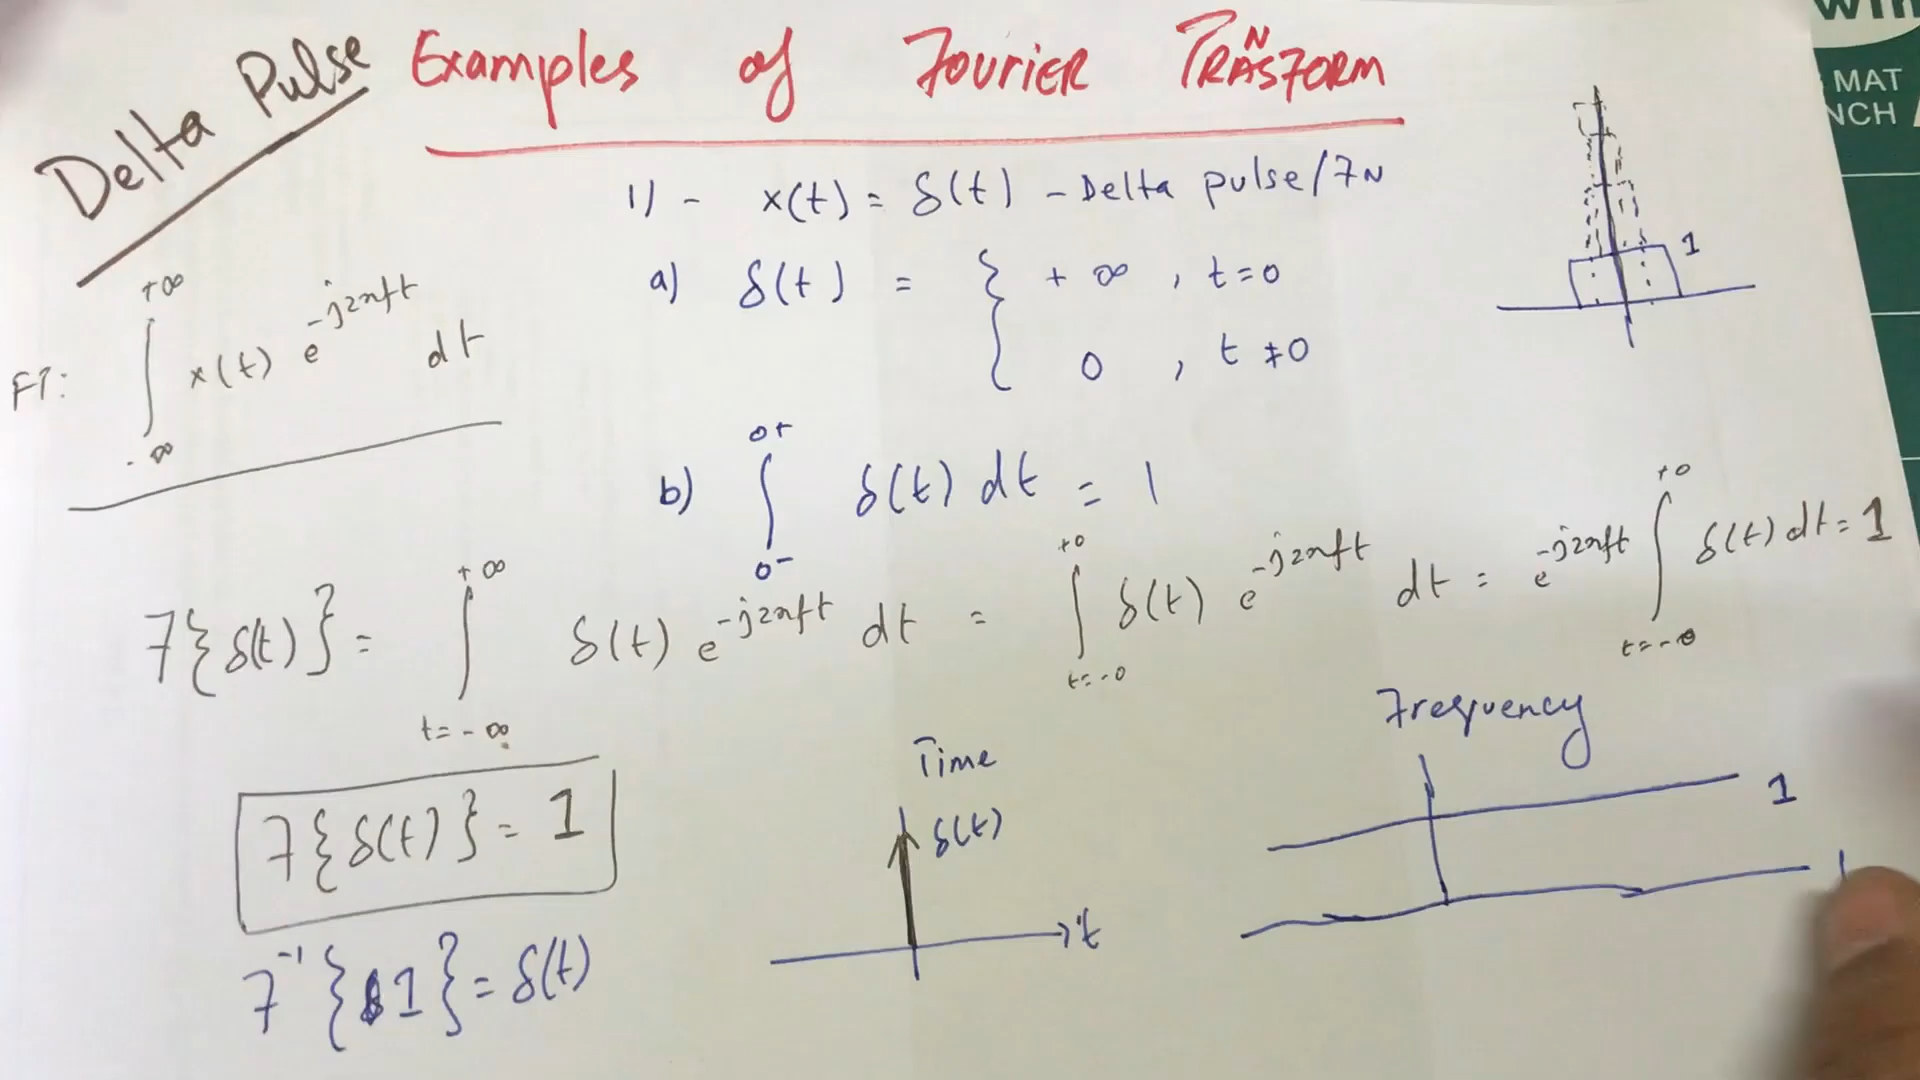 Delta Pulse
Examples of Fourier TRASFORM
N
1) - x(t) = δ(t) - Delta pulse/FN
a) δ(t) = { + ∞ , t=0
0 , t ≠0
1
FT: ∫ x(t) e^-j2πft dt
+∞
-∞
b) ∫ δ(t) dt = 1
0+
0-
F{δ(t)} = ∫_{t=-∞}^{+∞} δ(t) e^-j2πft dt = ∫_{t=-0}^{+0} δ(t) e^-j2πft dt = e^-j2πft ∫_{t=-0}^{+0} δ(t) dt = 1
F{δ(t)} = 1
F^-1 {1} = δ(t)
Time
δ(t)
t
Frequency
1
MAT